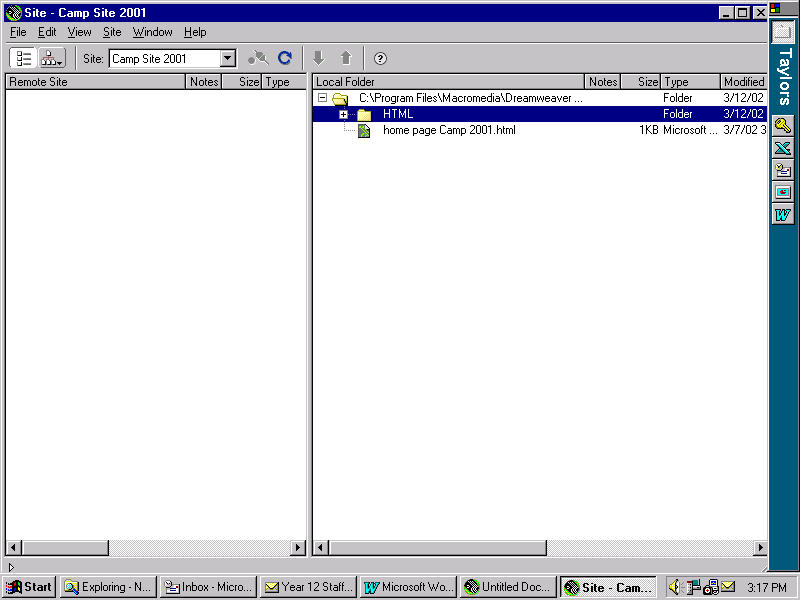 Site - Camp Site 2001
File Edit View Site Window Help
Site: Camp Site 2001
Remote Site Notes Size Type
Local Folder Notes Size Type Modified
C:\Program Files\Macromedia\Dreamweaver ... Folder 3/12/02
HTML Folder 3/12/02
home page Camp 2001.html 1KB Microsoft ... 3/7/02 3
Taylors
Start Exploring - N... Inbox - Micro... Year 12 Staff... Microsoft Wo... Untitled Doc... Site - Cam... 3:17 PM